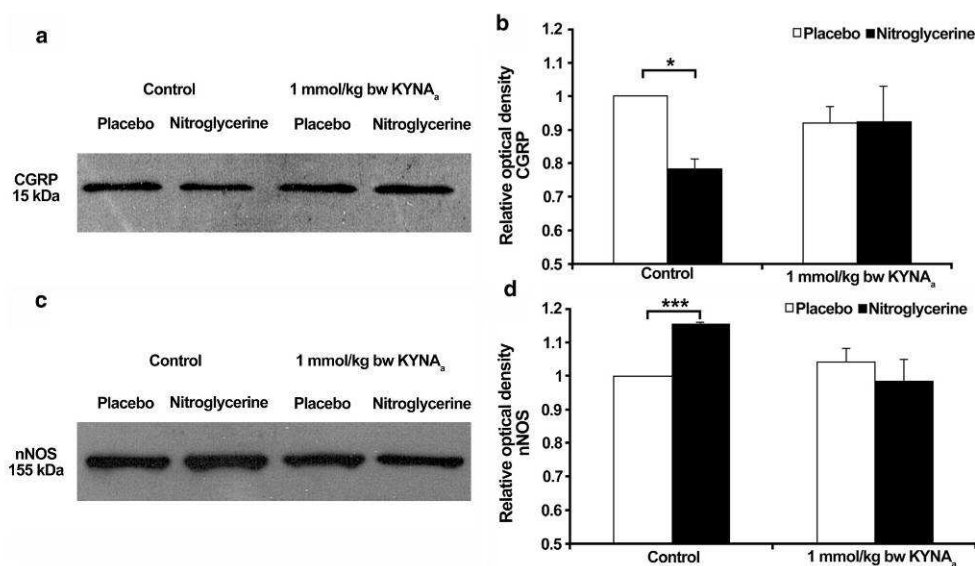 a
Control 1 mmol/kg bw KYNAa
Placebo Nitroglycerine Placebo Nitroglycerine
CGRP
15 kDa
b
Placebo Nitroglycerine
1.2
1.1
1
0.9
0.8
0.7
0.6
0.5
*
Relative optical density
CGRP
Control 1 mmol/kg bw KYNAa
c
Control 1 mmol/kg bw KYNAa
Placebo Nitroglycerine Placebo Nitroglycerine
nNOS
155 kDa
d
Placebo Nitroglycerine
1.2
1.1
1
0.9
0.8
0.7
0.6
0.5
***
Relative optical density
nNOS
Control 1 mmol/kg bw KYNAa